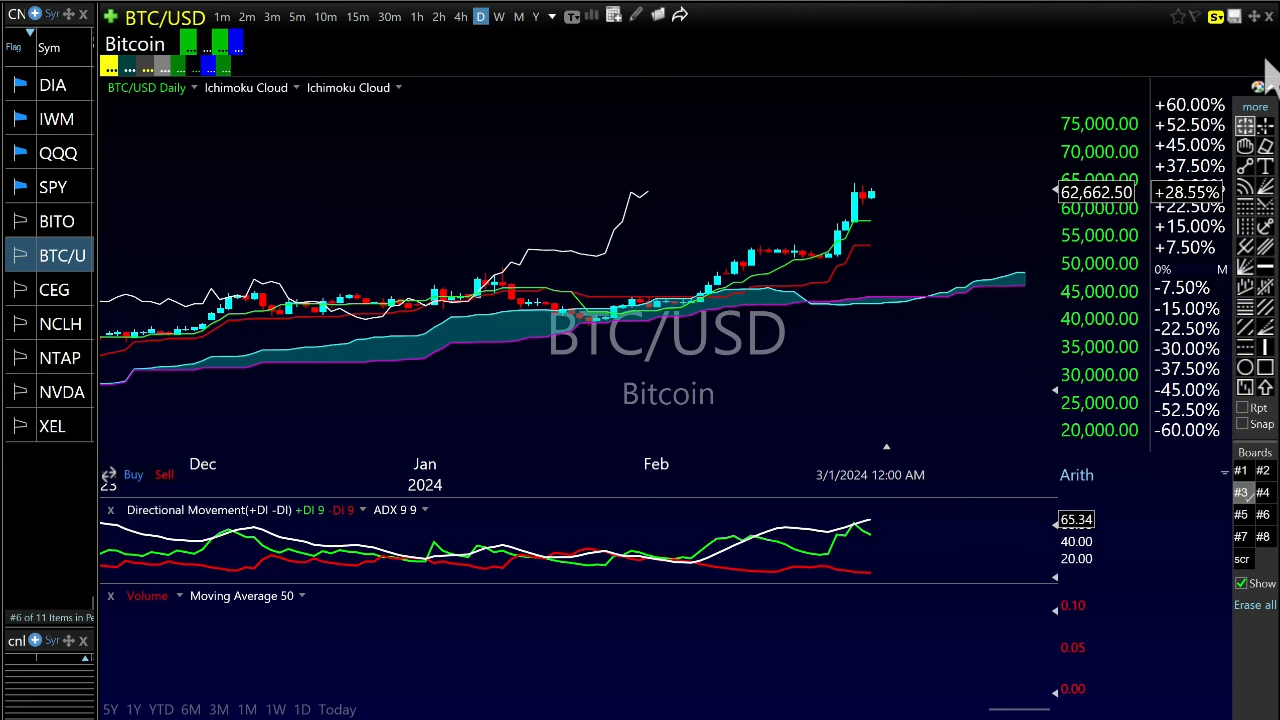 CN Syr
Flag Sym
DIA
IWM
QQQ
SPY
BITO
BTC/U
CEG
NCLH
NTAP
NVDA
XEL
#6 of 11 Items in Pe
cnl Syr
BTC/USD 1m 2m 3m 5m 10m 15m 30m 1h 2h 4h D W M Y
Bitcoin
BTC/USD Daily Ichimoku Cloud Ichimoku Cloud
75,000.00
70,000.00
62,662.50
60,000.00
55,000.00
50,000.00
45,000.00
40,000.00
35,000.00
30,000.00
25,000.00
20,000.00
+60.00%
+52.50%
+45.00%
+37.50%
+28.55%
+22.50%
+15.00%
+7.50%
0% M
-7.50%
-15.00%
-22.50%
-30.00%
-37.50%
-45.00%
-52.50%
-60.00%
BTC/USD
Bitcoin
Dec Jan Feb
Buy Sell 3/1/2024 12:00 AM Arith
2024
X Directional Movement(+DI -DI) +DI 9 -DI 9 ADX 9 9
65.34
40.00
20.00
X Volume Moving Average 50
0.10
0.05
0.00
5Y 1Y YTD 6M 3M 1M 1W 1D Today
more
Rpt
Snap
Boards
#1 #2
#3 #4
#5 #6
#7 #8
scr
Show
Erase all